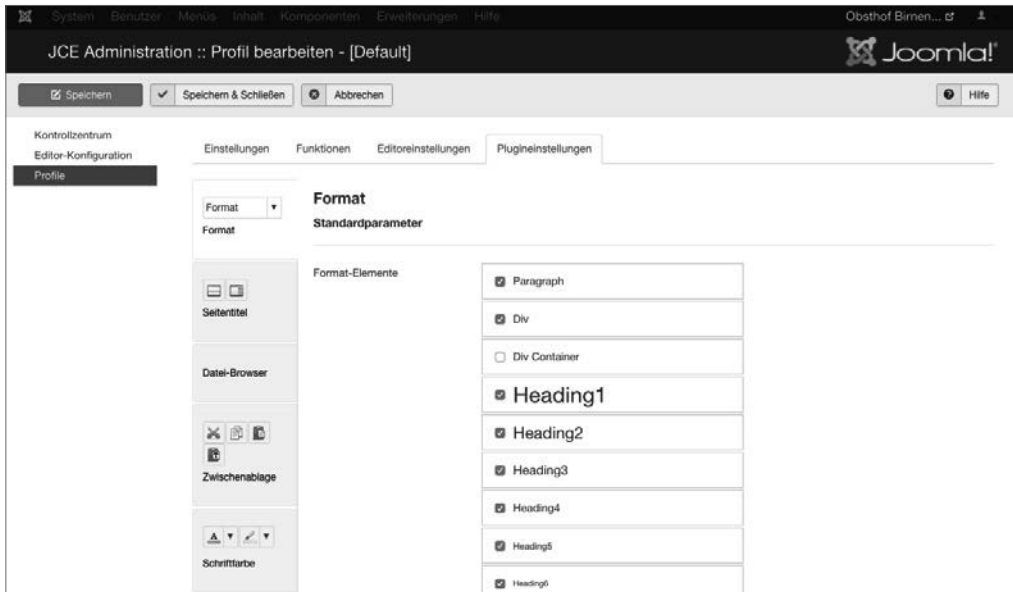 System Benutzer Menüs Inhalt Komponenten Erweiterungen Hilfe Obsthof Birnen...
JCE Administration :: Profil bearbeiten - [Default] Joomla!
Speichern Speichern & Schließen Abbrechen Hilfe
Kontrollzentrum
Editor-Konfiguration
Profile
Einstellungen Funktionen Editoreinstellungen Plugineinstellungen
Format
Format
Seitentitel
Datei-Browser
Zwischenablage
Schriftfarbe
Format
Standardparameter
Format-Elemente
Paragraph
Div
Div Container
Heading1
Heading2
Heading3
Heading4
Heading5
Heading6